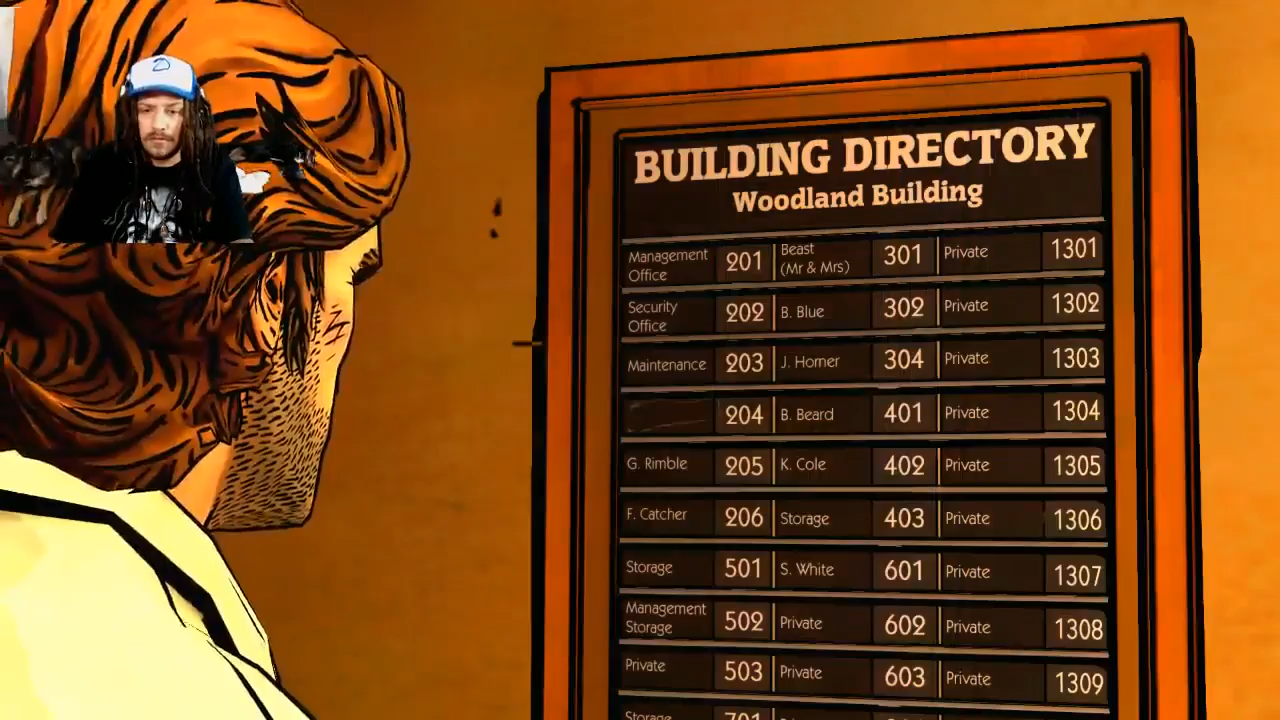 BUILDING DIRECTORY
Woodland Building
Management Office 201 Beast (Mr & Mrs) 301 Private 1301
Security Office 202 B. Blue 302 Private 1302
Maintenance 203 J. Horner 304 Private 1303
204 B. Beard 401 Private 1304
G. Rimble 205 K. Cole 402 Private 1305
F. Catcher 206 Storage 403 Private 1306
Storage 501 S. White 601 Private 1307
Management Storage 502 Private 602 Private 1308
Private 503 Private 603 Private 1309
Storage 701